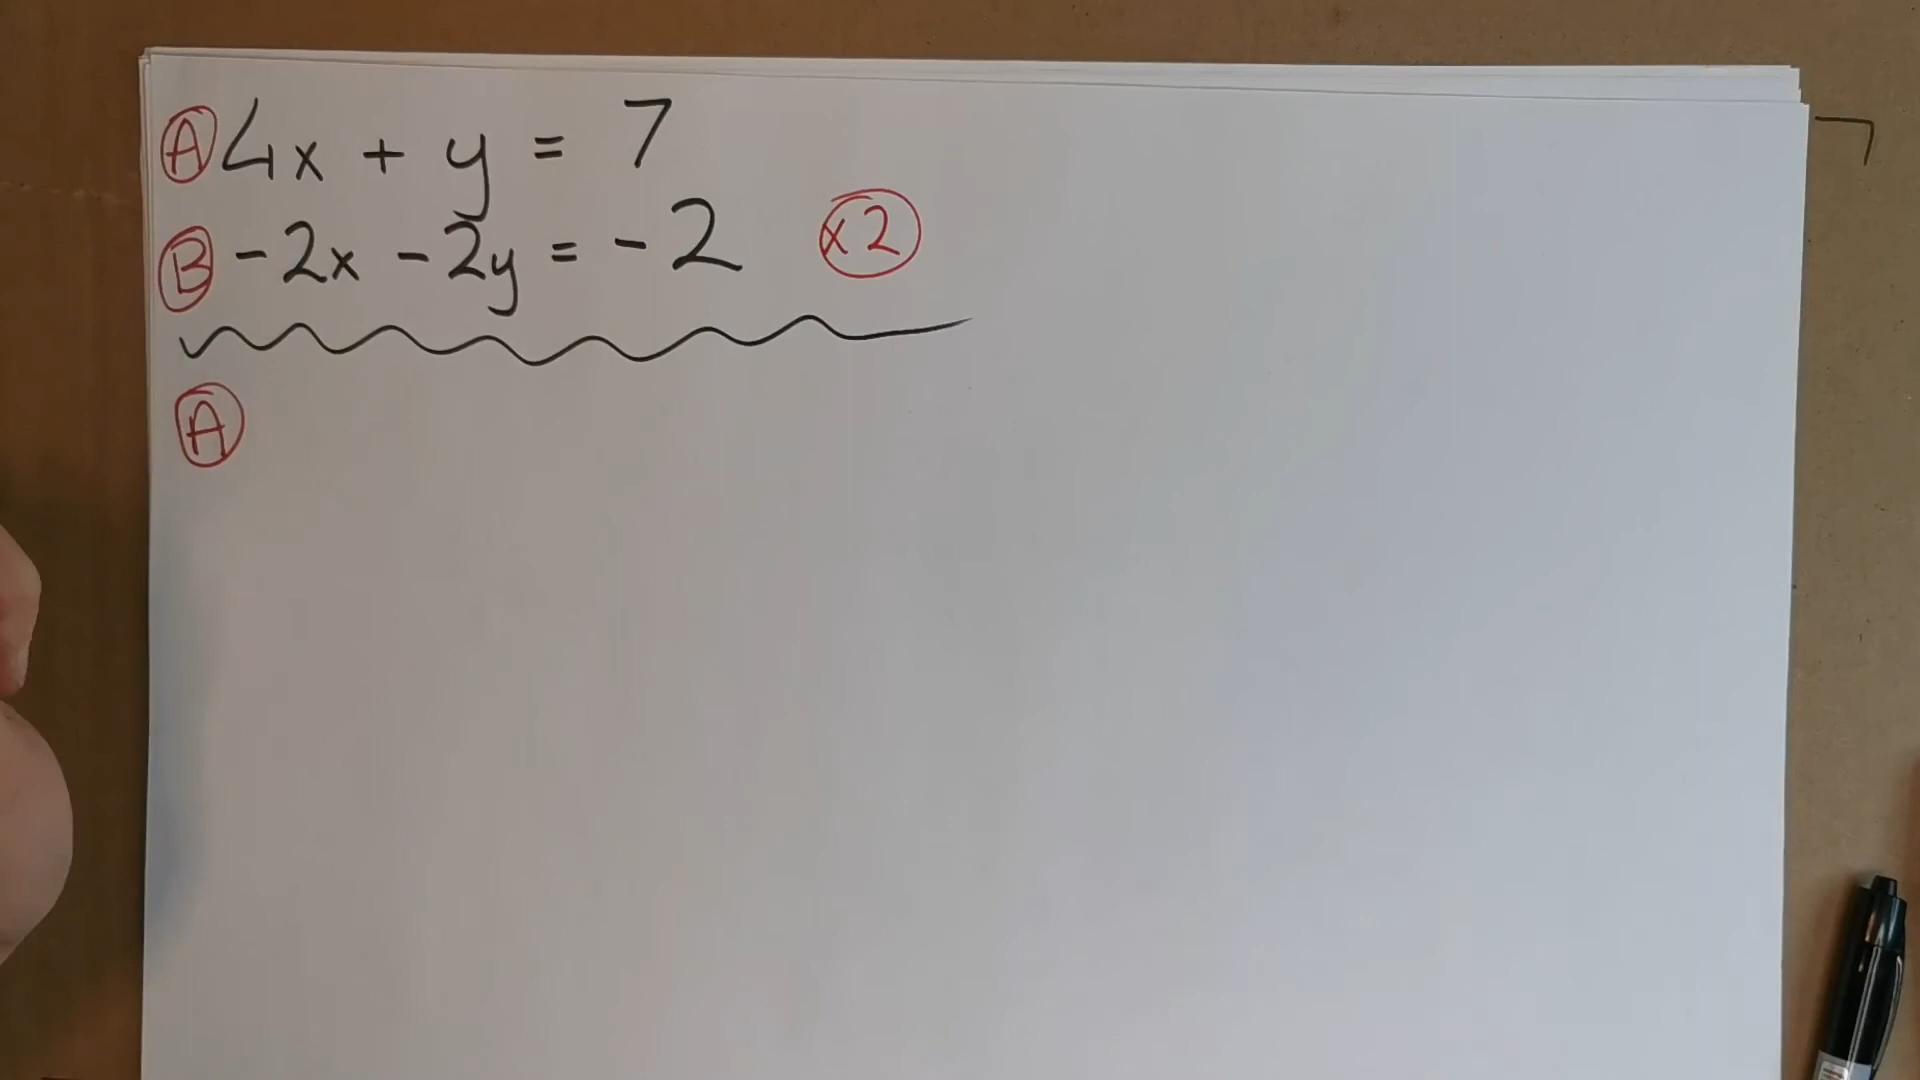 Ⓐ 4x + y = 7
Ⓑ -2x - 2y = -2 (x2)
Ⓐ